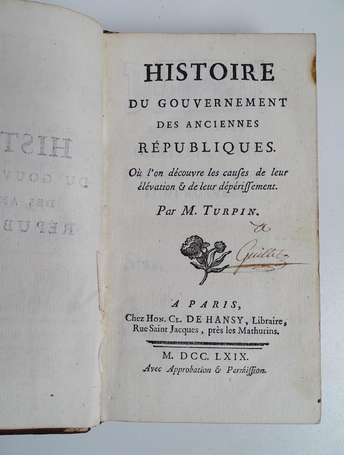 HISTOIRE
DU GOUVERNEMENT
DES ANCIENNES
RÉPUBLIQUES.
Où l'on découvre les cauſes de leur
élévation & de leur dépériſſement.
Par M. TURPIN.
a
A PARIS,
Chez HON. CL. DE HANSY, Libraire,
Rue Saint Jacques, près les Mathurins.
M. DCC. LXIX.
Avec Approbation & Permiſſion.